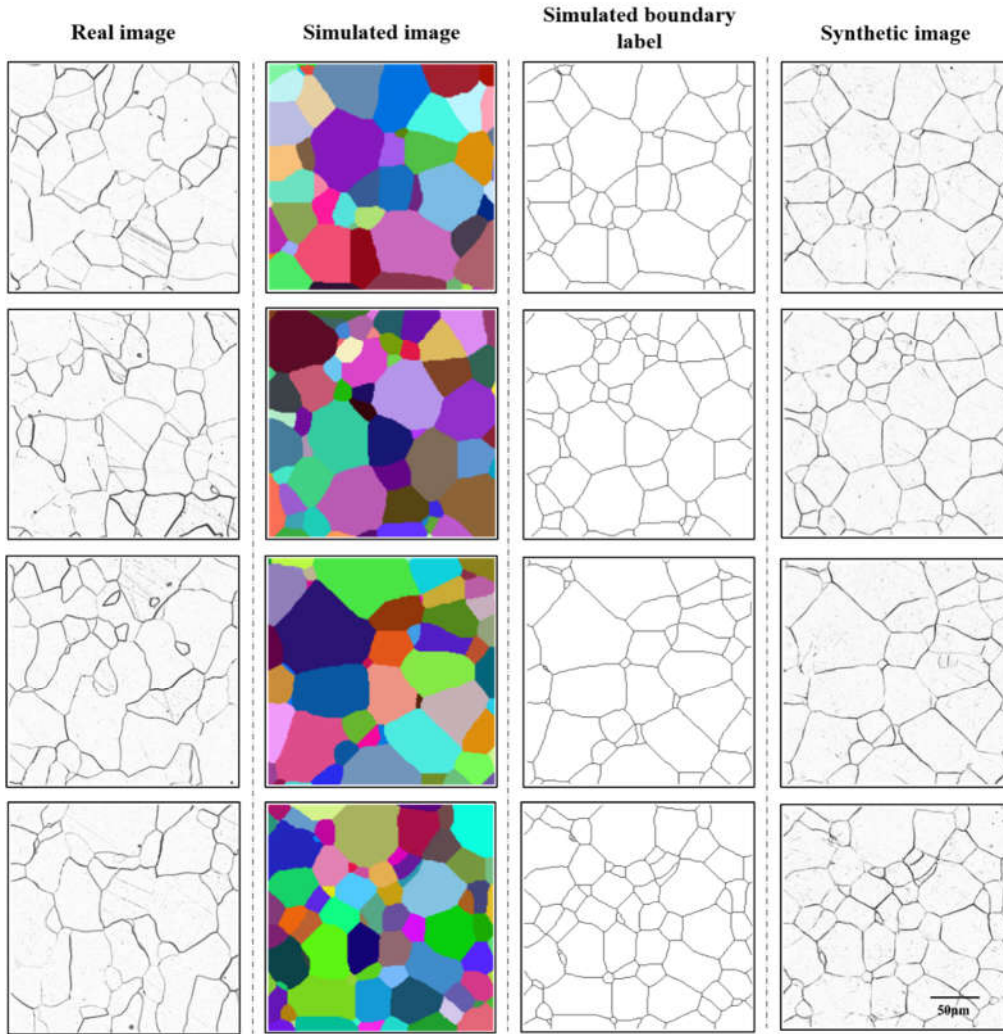 Real image
Simulated image
Simulated boundary
label
Synthetic image
50μm